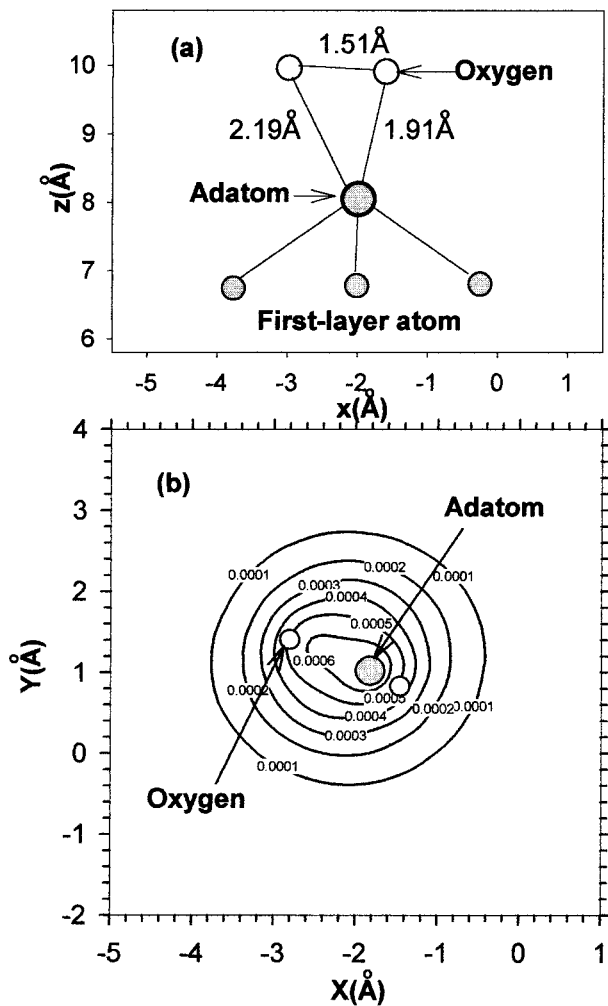 (a)
1.51Å
Oxygen
2.19Å
1.91Å
Adatom
First-layer atom
z(Å)
10
9
8
7
6
-5 -4 -3 -2 -1 0 1
x(Å)
(b)
Adatom
0.0001 0.0002 0.0001
0.0003
0.0004
0.0005
0.0006
0.0002 0.0005 0.0002 0.0001
0.0004
0.0003
0.0001
Oxygen
Y(Å)
4
3
2
1
0
-1
-2
-5 -4 -3 -2 -1 0 1
X(Å)